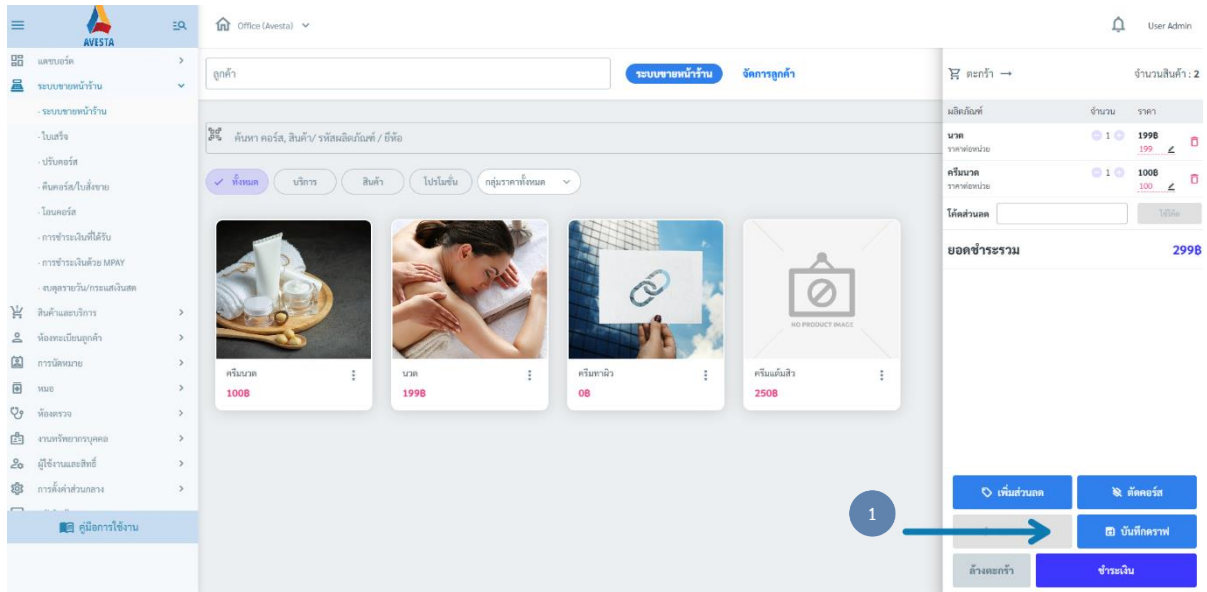 AVESTA
Office (Avesta)
User Admin
แดชบอร์ด
ระบบขายหน้าร้าน
- ระบบขายหน้าร้าน
- ใบเสร็จ
- ปรับคอร์ส
- คืนคอร์ส/ใบสั่งขาย
- โอนคอร์ส
- การชำระเงินที่ได้รับ
- การชำระเงินด้วย MPAY
- งบดุลรายวัน/กระแสเงินสด
สินค้าและบริการ
ห้องทะเบียนลูกค้า
การนัดหมาย
หมอ
ห้องตรวจ
งานทรัพยากรบุคคล
ผู้ใช้งานและสิทธิ์
การตั้งค่าส่วนกลาง
คู่มือการใช้งาน
ลูกค้า
ระบบขายหน้าร้าน จัดการลูกค้า
ค้นหา คอร์ส, สินค้า/ รหัสผลิตภัณฑ์ / ยี่ห้อ
ทั้งหมด บริการ สินค้า โปรโมชั่น กลุ่มราคาทั้งหมด
NO PRODUCT IMAGE
ครีมนวด นวด ครีมทาผิว ครีมแต้มสิว
100฿ 199฿ 0฿ 250฿
ตะกร้า → จำนวนสินค้า : 2
ผลิตภัณฑ์ จำนวน ราคา
นวด 1 199฿
ราคาต่อหน่วย 199
ครีมนวด 1 100฿
ราคาต่อหน่วย 100
โค้ดส่วนลด ใช้โค้ด
ยอดชำระรวม 299฿
เพิ่มส่วนลด ตัดคอร์ส
1
บันทึกดราฟ
ล้างตะกร้า ชำระเงิน